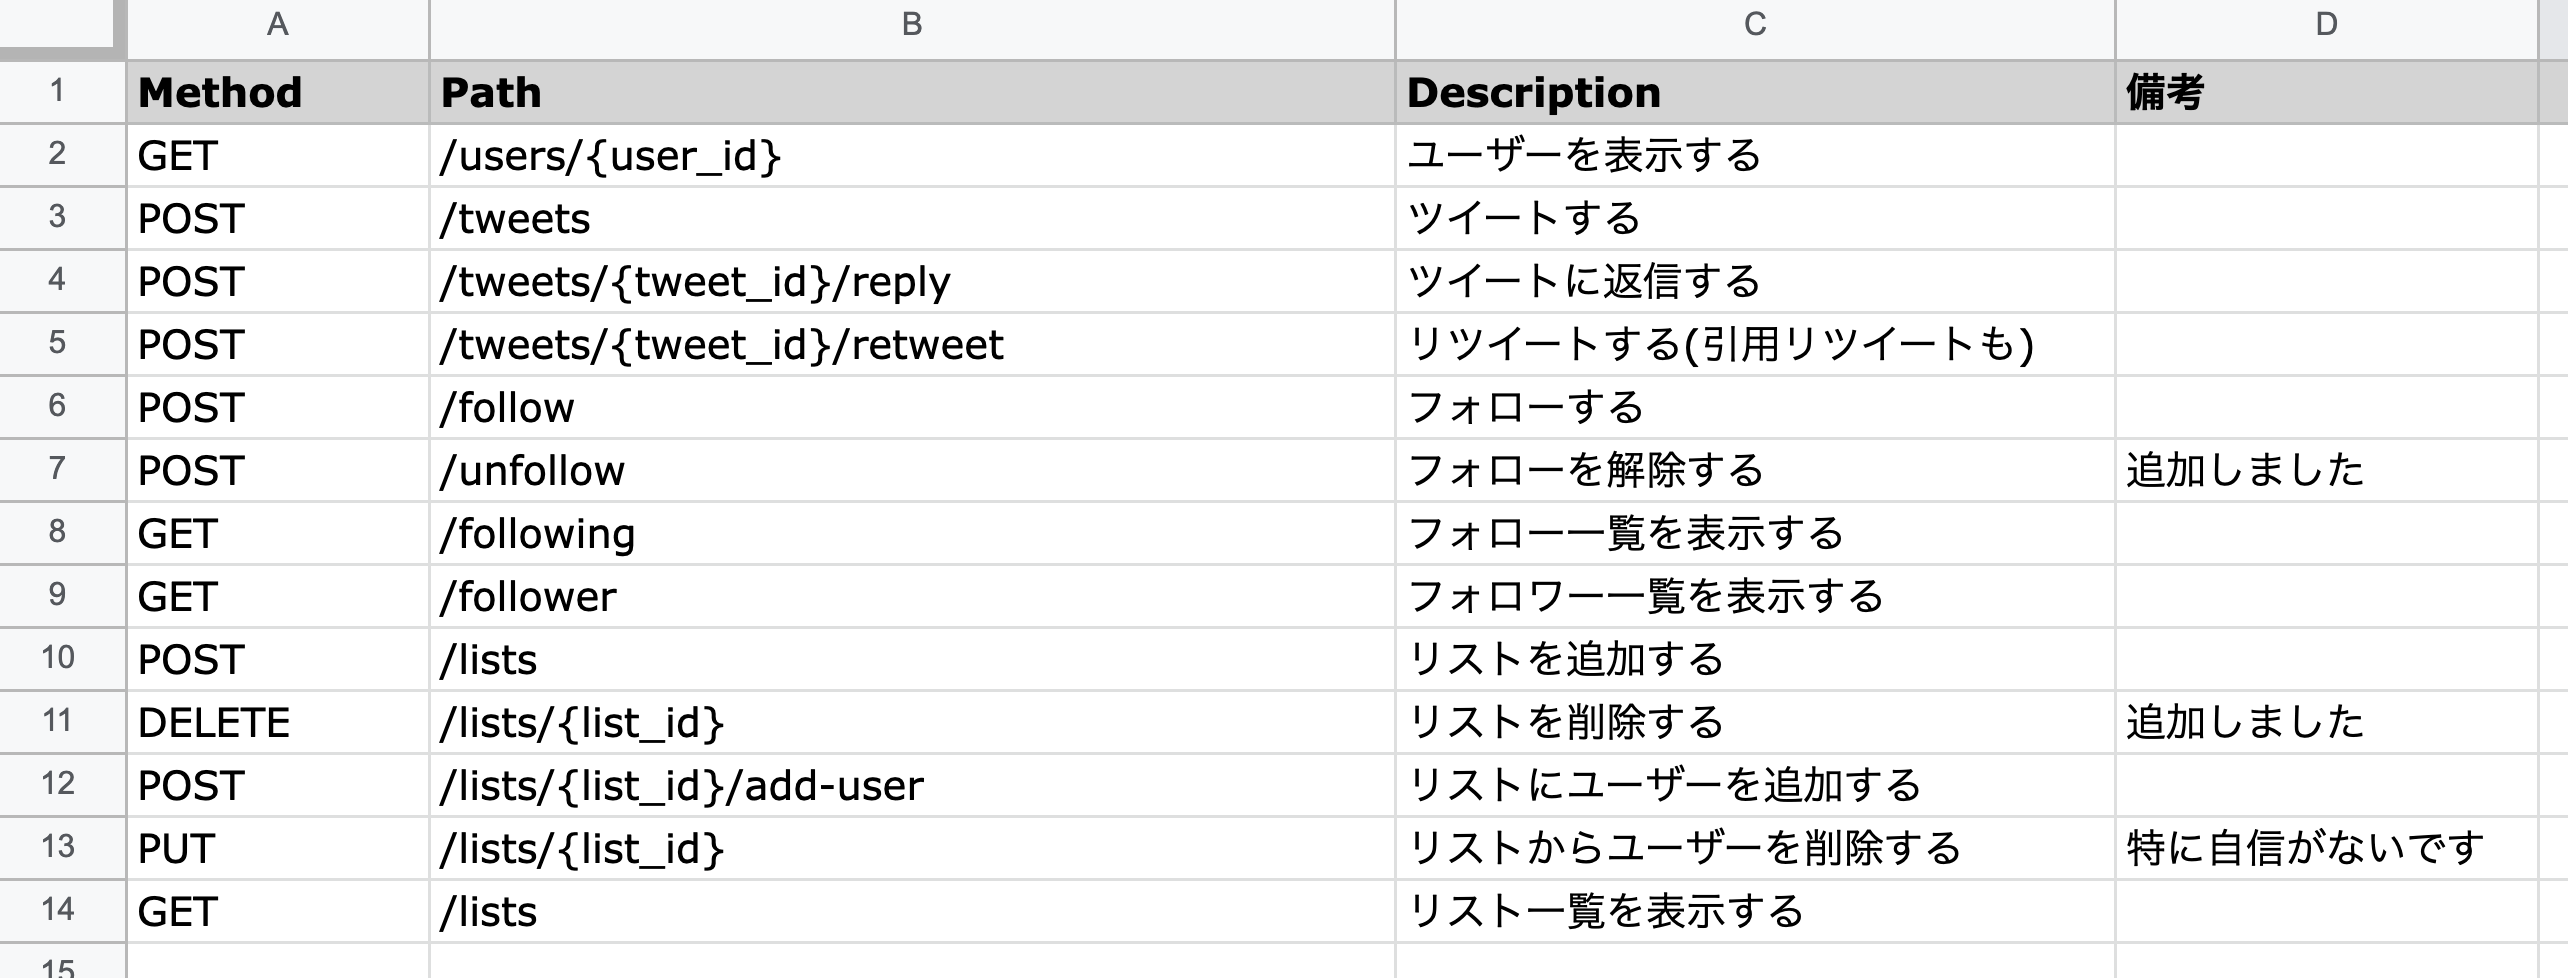 A B C D
1 Method Path Description 備考
2 GET /users/{user_id} ユーザーを表示する
3 POST /tweets ツイートする
4 POST /tweets/{tweet_id}/reply ツイートに返信する
5 POST /tweets/{tweet_id}/retweet リツイートする(引用リツイートも)
6 POST /follow フォローする
7 POST /unfollow フォローを解除する 追加しました
8 GET /following フォロー一覧を表示する
9 GET /follower フォロワー一覧を表示する
10 POST /lists リストを追加する
11 DELETE /lists/{list_id} リストを削除する 追加しました
12 POST /lists/{list_id}/add-user リストにユーザーを追加する
13 PUT /lists/{list_id} リストからユーザーを削除する 特に自信がないです
14 GET /lists リスト一覧を表示する
15